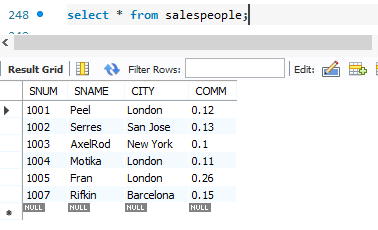 248 select * from salespeople;
249
Result Grid Filter Rows: Edit:
SNUM SNAME CITY COMM
1001 Peel London 0.12
1002 Serres San Jose 0.13
1003 AxelRod New York 0.1
1004 Motika London 0.11
1005 Fran London 0.26
1007 Rifkin Barcelona 0.15
NULL NULL NULL NULL